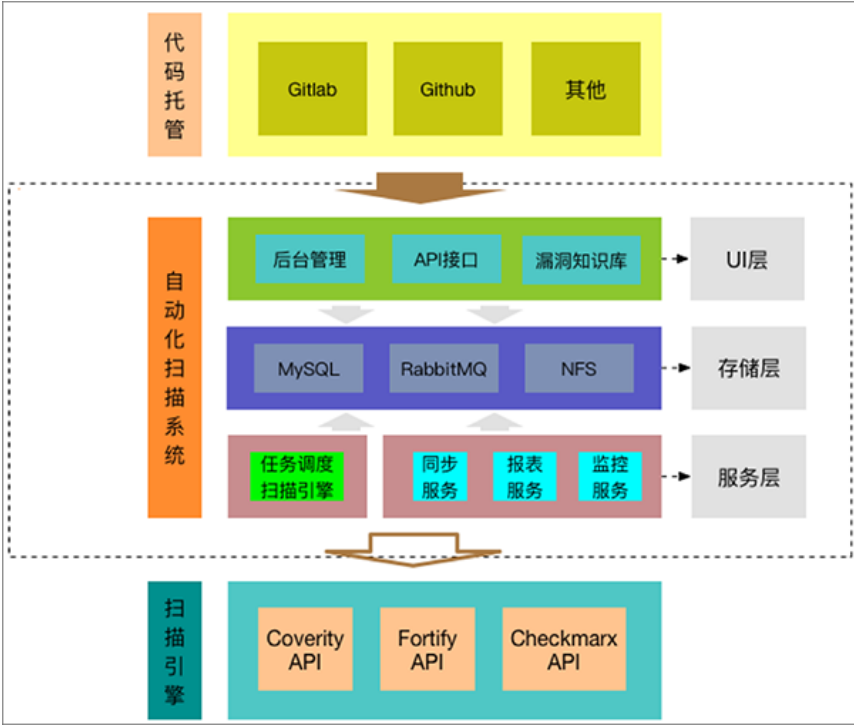 代码托管
Gitlab
Github
其他
自动化扫描系统
后台管理
API接口
漏洞知识库
UI层
MySQL
RabbitMQ
NFS
存储层
任务调度
扫描引擎
同步
服务
报表
服务
监控
服务
服务层
扫描引擎
Coverity
API
Fortify
API
Checkmarx
API